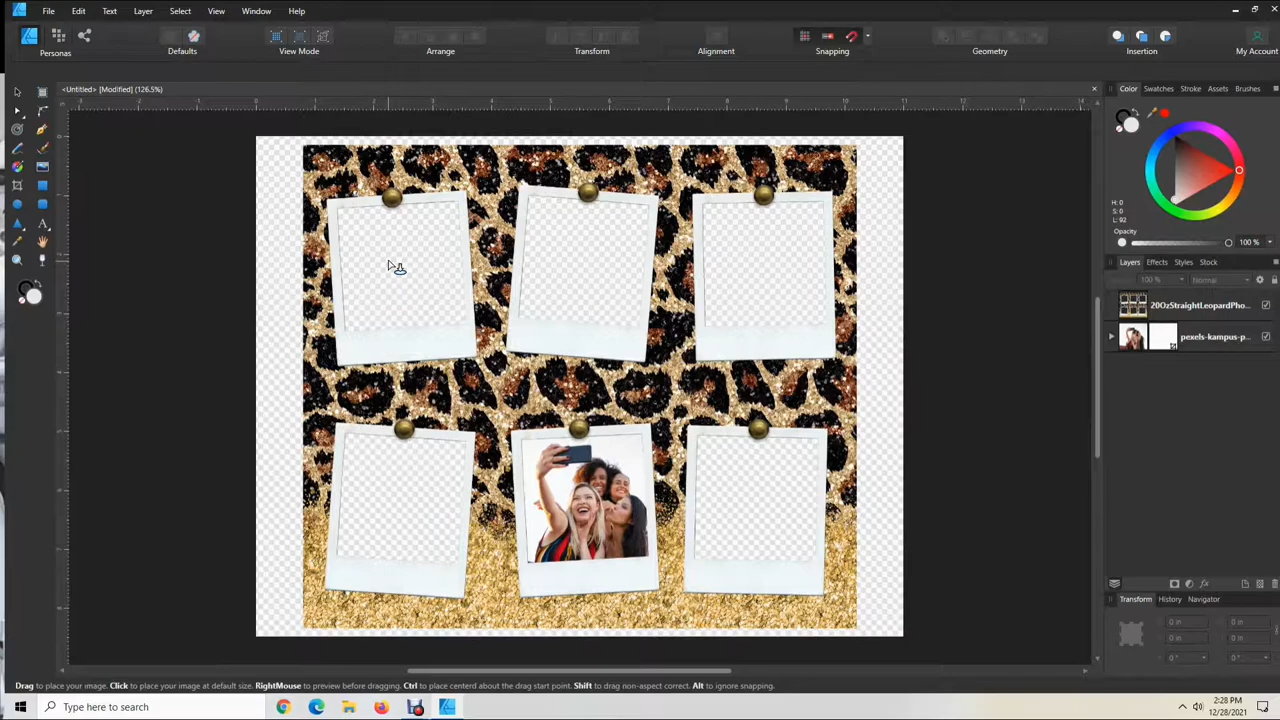 File Edit Text Layer Select View Window Help
Personas Defaults View Mode Arrange Transform Alignment Snapping Geometry Insertion My Account
<Untitled> [Modified] (126.5%)
Color Swatches Stroke Assets Brushes
H: 0
S: 0
L: 92
Opacity
100 %
Layers Effects Styles Stock
100 % Normal
20OzStraightLeopardPho...
pexels-kampus-p...
Transform History Navigator
X: 0 in W: 0 in
Y: 0 in H: 0 in
R: 0 ° S: 0 °
Drag to place your image. Click to place your image at default size. RightMouse to preview before dragging. Ctrl to place centerd about the drag start point. Shift to drag non-aspect correct. Alt to ignore snapping.
Type here to search
2:28 PM
12/28/2021